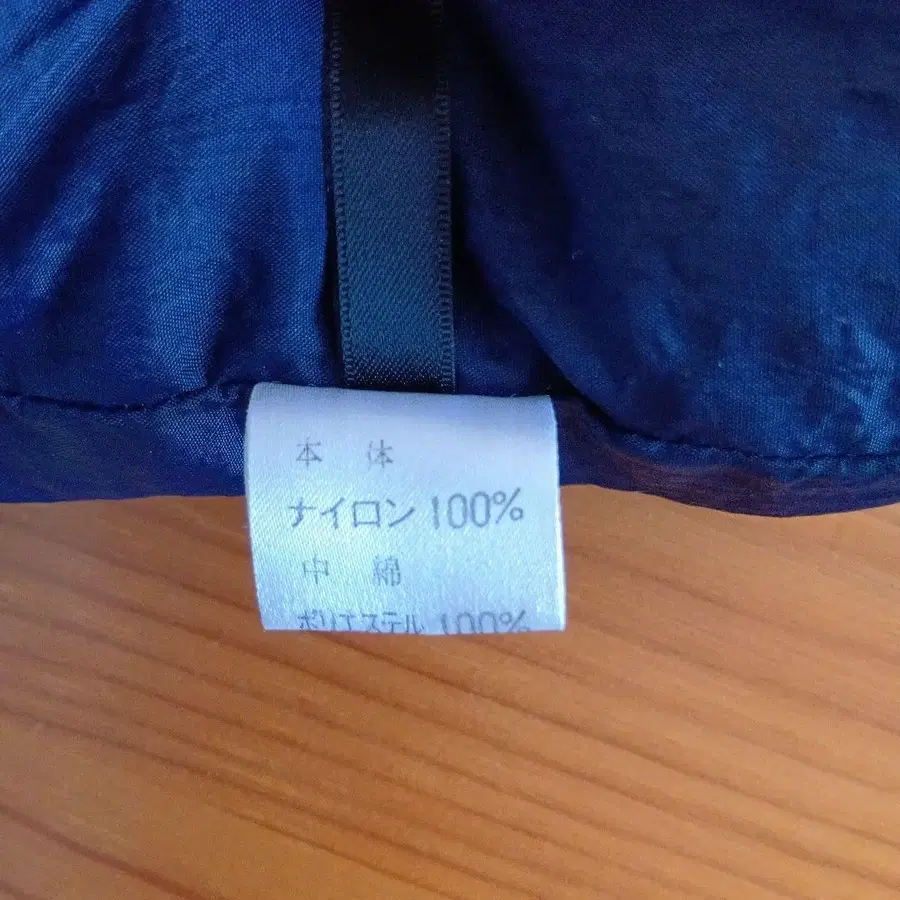 本 体
ナイロン 100%
中 綿
ポリエステル 100%